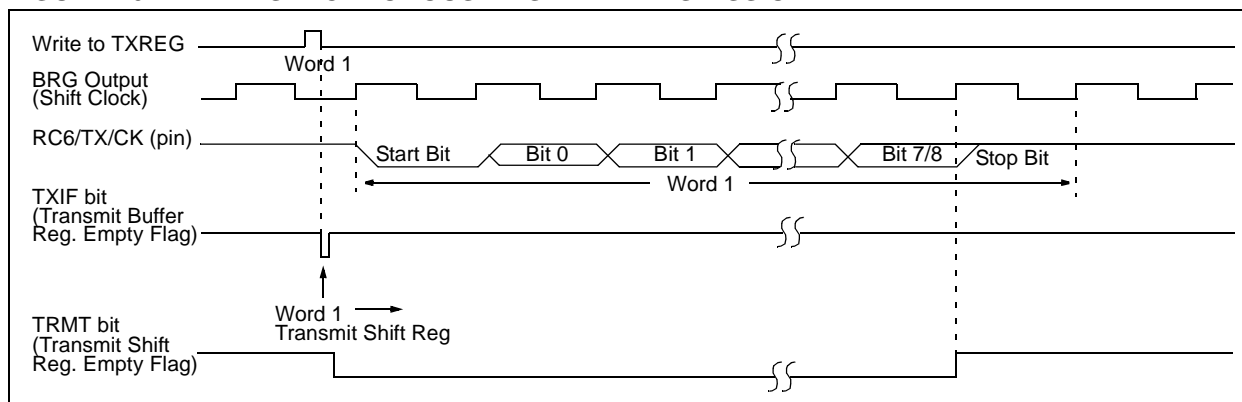 Write to TXREG
Word 1
BRG Output
(Shift Clock)
RC6/TX/CK (pin)
Start Bit
Bit 0
Bit 1
Bit 7/8
Stop Bit
Word 1
TXIF bit
(Transmit Buffer
Reg. Empty Flag)
Word 1
Transmit Shift Reg
TRMT bit
(Transmit Shift
Reg. Empty Flag)